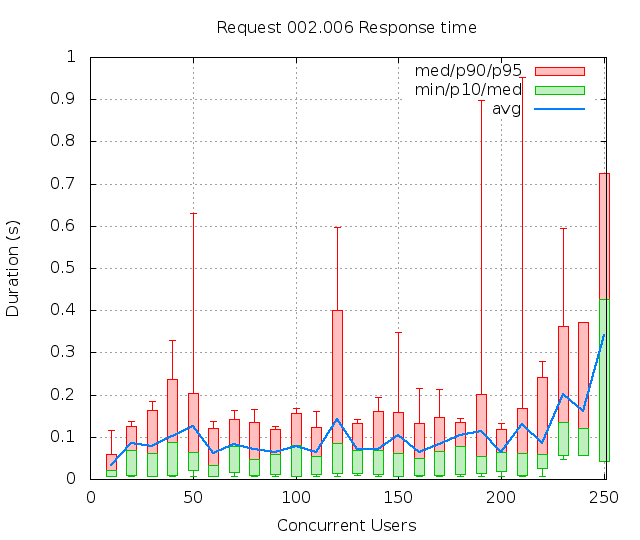 Request 002.006 Response time
med/p90/p95
min/p10/med
avg
Duration (s)
1
0.9
0.8
0.7
0.6
0.5
0.4
0.3
0.2
0.1
0
0 50 100 150 200 250
Concurrent Users